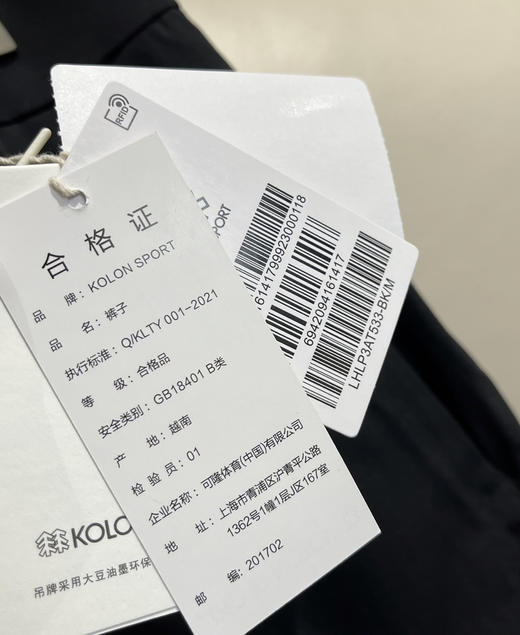 合格证
品 牌：KOLON SPORT
品 名：裤子
执行标准：Q/KLTY 001-2021
等 级：合格品
安全类别：GB18401 B类
产 地：越南
检 验 员：01
企业名称：可隆体育(中国)有限公司
地 址：上海市青浦区沪青平公路
1362号1幢1层J区167室
邮 编：201702
RFID
PORT
6141799923000118
6942094161417
LHLP3AT533-BK/M
KOLO
吊牌采用大豆油墨环保